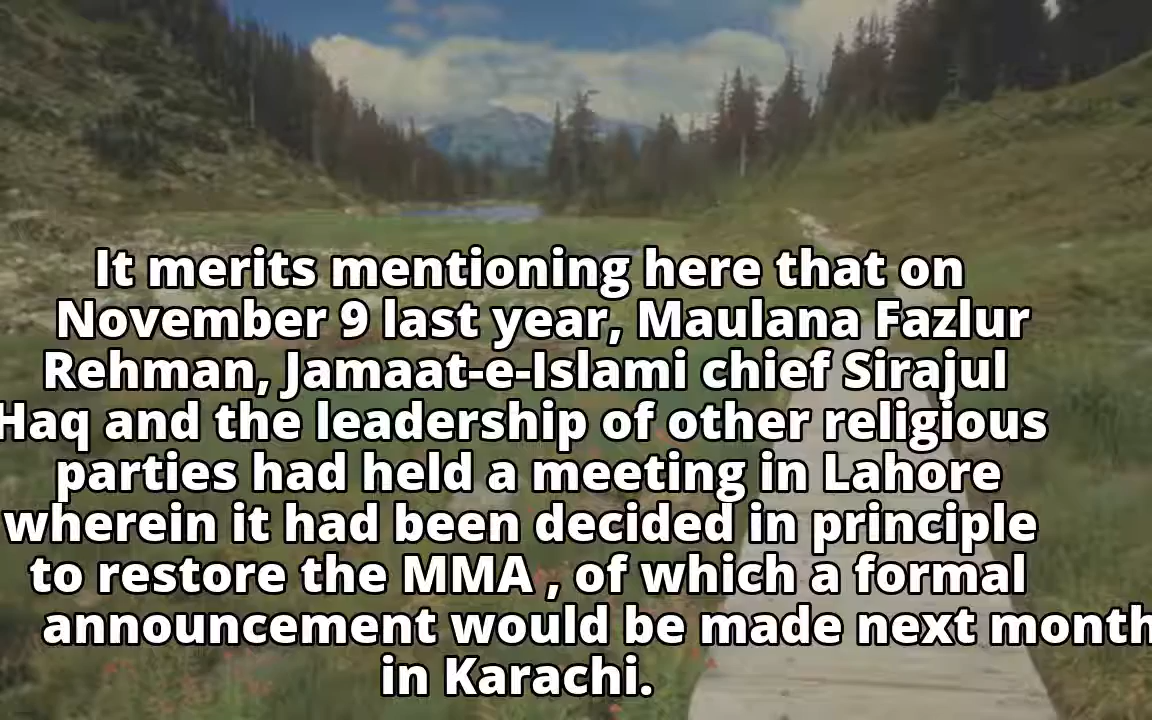 It merits mentioning here that on
November 9 last year, Maulana Fazlur
Rehman, Jamaat-e-Islami chief Sirajul
Haq and the leadership of other religious
parties had held a meeting in Lahore
wherein it had been decided in principle
to restore the MMA , of which a formal
announcement would be made next month
in Karachi.